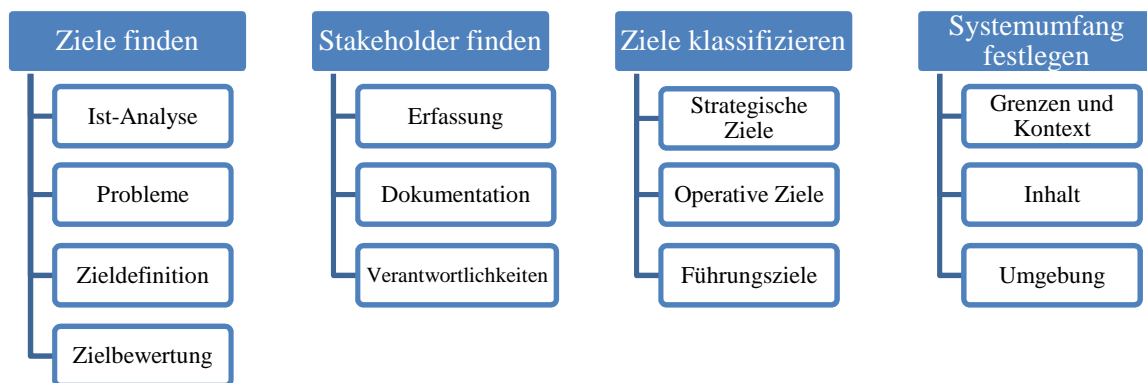 Ziele finden
Ist-Analyse
Probleme
Zieldefinition
Zielbewertung
Stakeholder finden
Erfassung
Dokumentation
Verantwortlichkeiten
Ziele klassifizieren
Strategische
Ziele
Operative Ziele
Führungsziele
Systemumfang
festlegen
Grenzen und
Kontext
Inhalt
Umgebung